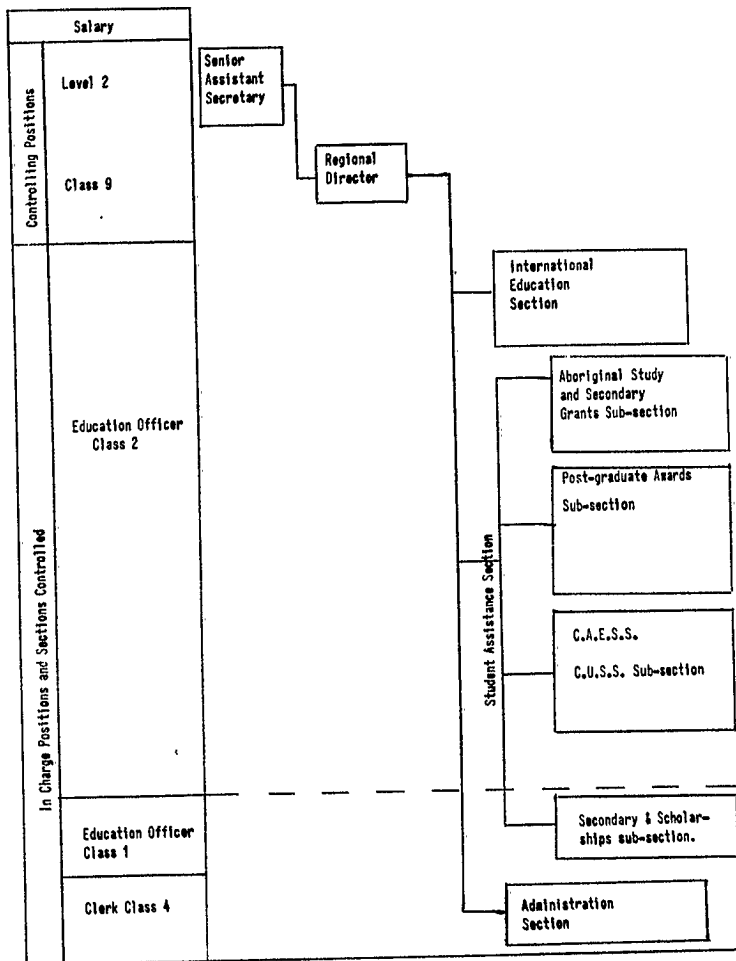 Salary
Controlling Positions
Level 2
Class 9
Senior
Assistant
Secretary
Regional
Director
In Charge Positions and Sections Controlled
Education Officer
Class 2
Education Officer
Class 1
Clerk Class 4
International
Education
Section
Student Assistance Section
Aboriginal Study
and Secondary
Grants Sub-section
Post-graduate Awards
Sub-section
C.A.E.S.S.
C.U.S.S. Sub-section
Secondary & Scholar-
ships sub-section.
Administration
Section